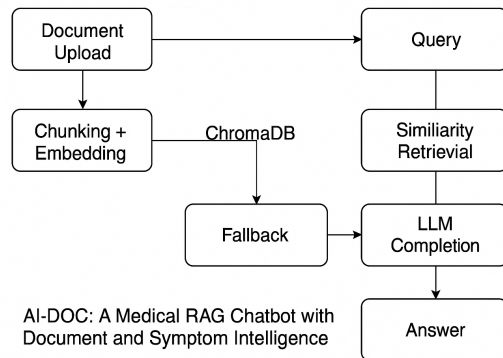 Document
Upload
Query
Chunking +
Embedding
ChromaDB
Similiarity
Retrievial
Fallback
LLM
Completion
AI-DOC: A Medical RAG Chatbot with
Document and Symptom Intelligence
Answer